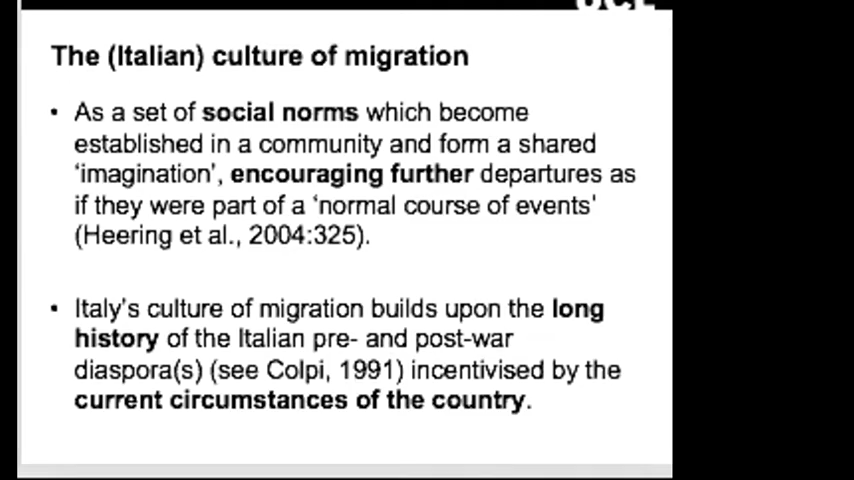 The (Italian) culture of migration
• As a set of social norms which become
established in a community and form a shared
‘imagination’, encouraging further departures as
if they were part of a ‘normal course of events’
(Heering et al., 2004:325).
• Italy’s culture of migration builds upon the long
history of the Italian pre- and post-war
diaspora(s) (see Colpi, 1991) incentivised by the
current circumstances of the country.